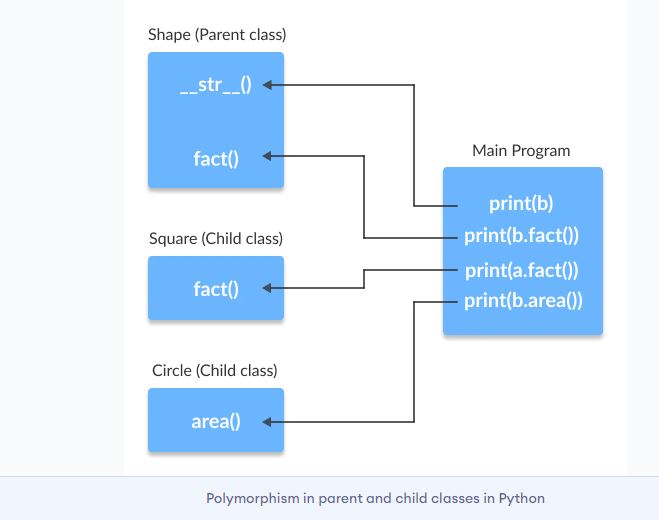 Shape (Parent class)
__str__()
fact()
Main Program
print(b)
print(b.fact())
print(a.fact())
print(b.area())
Square (Child class)
fact()
Circle (Child class)
area()
Polymorphism in parent and child classes in Python